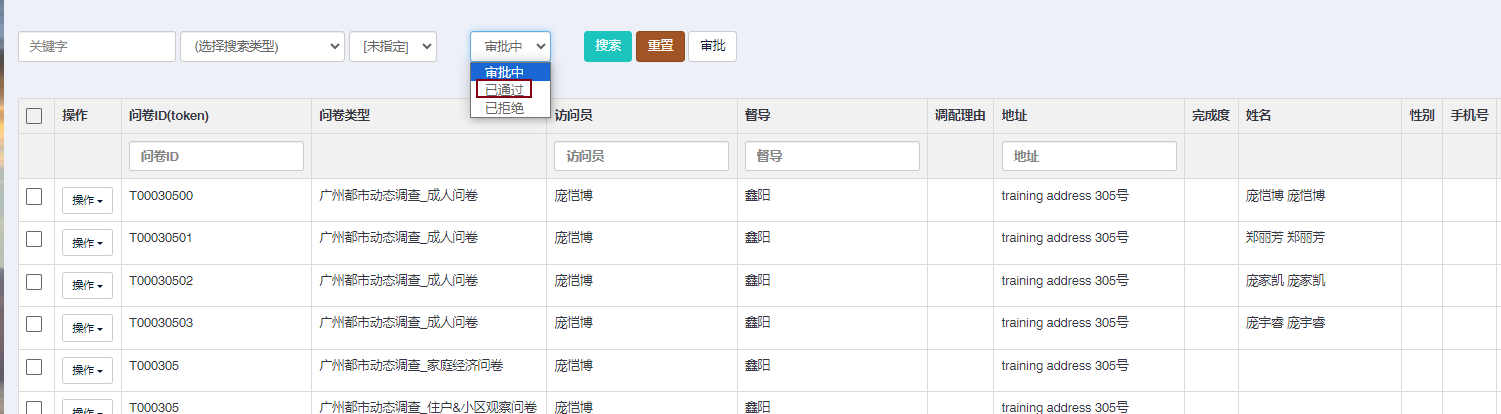 关键字 (选择搜索类型) [未指定] 审批中 搜索 重置 审批
审批中
已通过
已拒绝
操作 问卷ID(token) 问卷类型 访问员 督导 调配理由 地址 完成度 姓名 性别 手机号
问卷ID 访问员 督导 地址
操作 T00030500 广州都市动态调查_成人问卷 庞恺博 鑫阳 training address 305号 庞恺博 庞恺博
操作 T00030501 广州都市动态调查_成人问卷 庞恺博 鑫阳 training address 305号 郑丽芳 郑丽芳
操作 T00030502 广州都市动态调查_成人问卷 庞恺博 鑫阳 training address 305号 庞家凯 庞家凯
操作 T00030503 广州都市动态调查_成人问卷 庞恺博 鑫阳 training address 305号 庞宇睿 庞宇睿
操作 T000305 广州都市动态调查_家庭经济问卷 庞恺博 鑫阳 training address 305号
操作 T000305 广州都市动态调查_住户&小区观察问卷 庞恺博 鑫阳 training address 305号